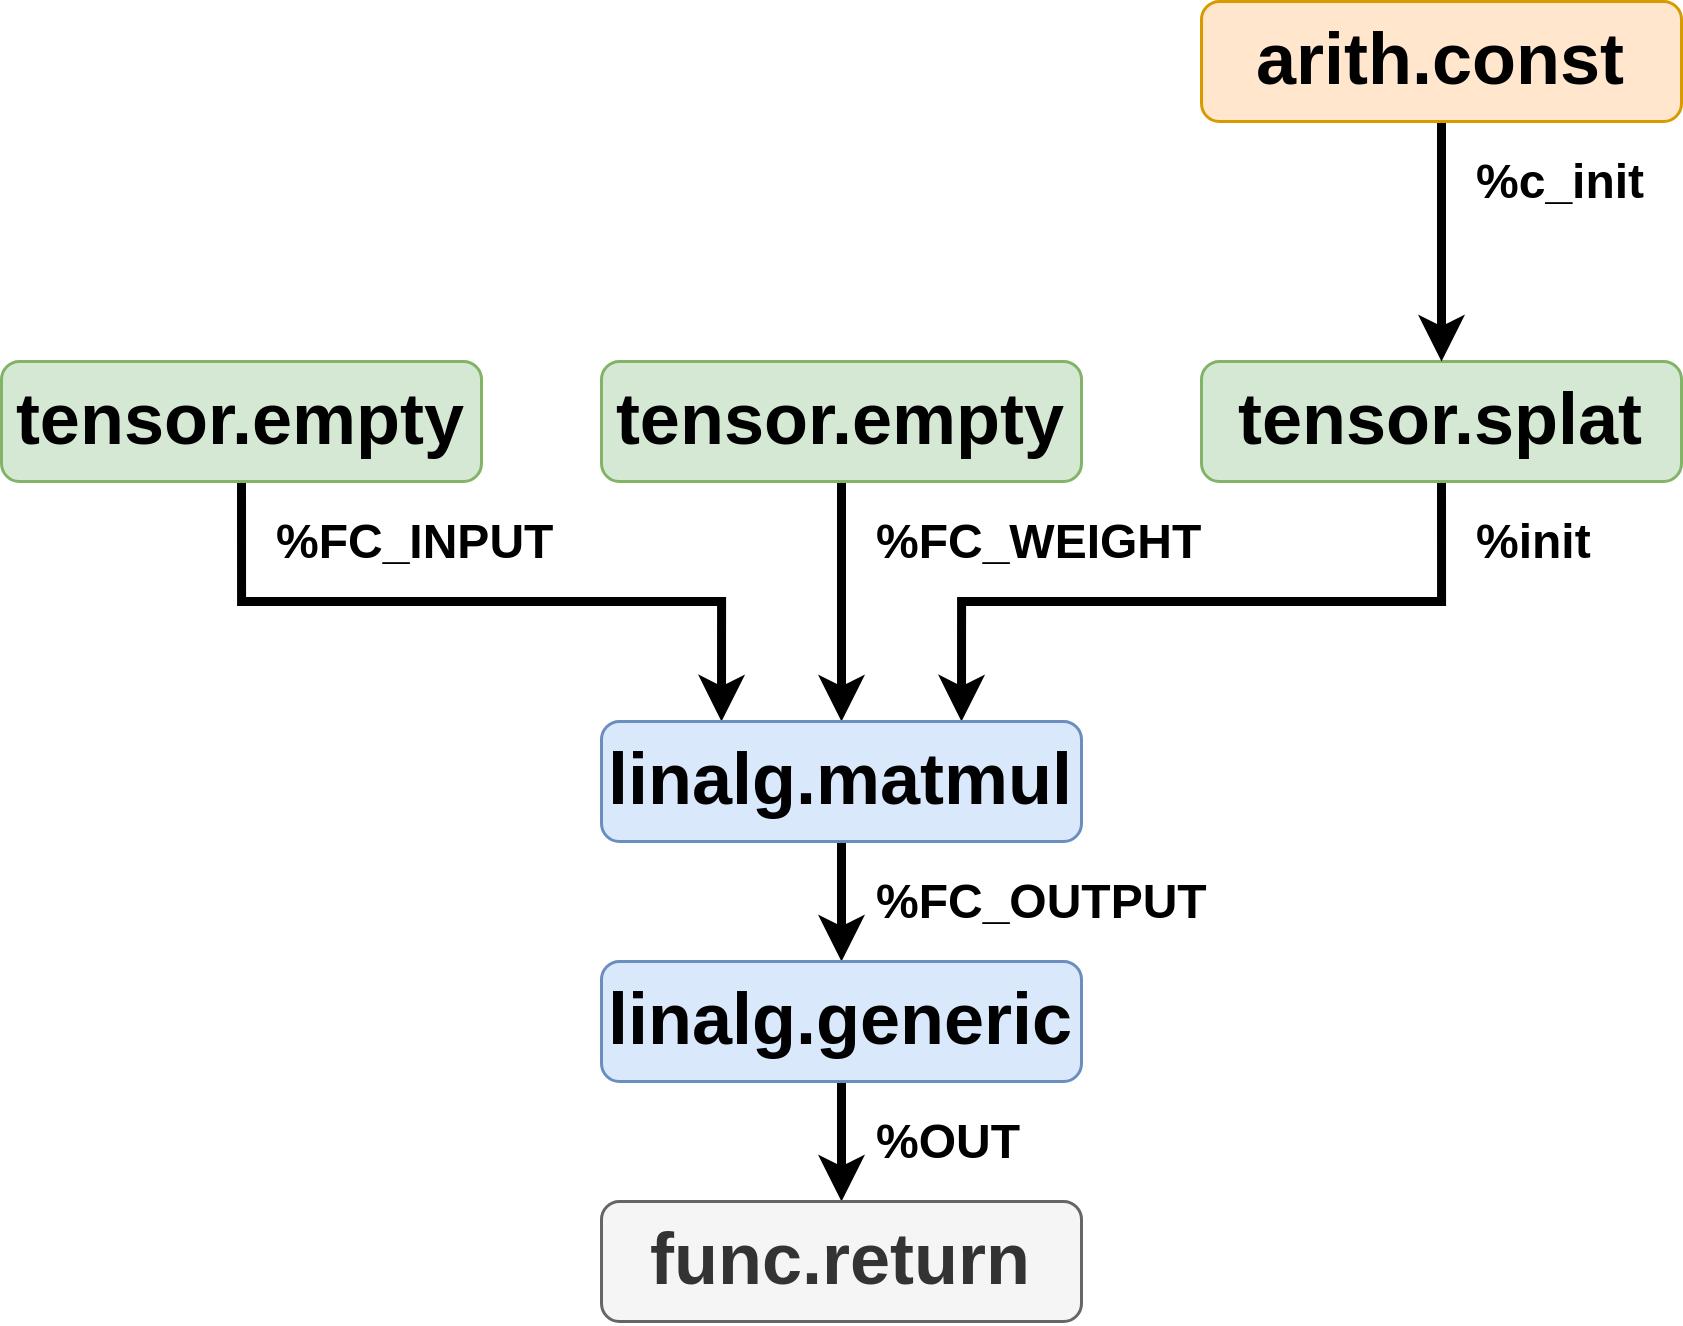 arith.const
%c_init
tensor.empty
tensor.empty
tensor.splat
%FC_INPUT
%FC_WEIGHT
%init
linalg.matmul
%FC_OUTPUT
linalg.generic
%OUT
func.return